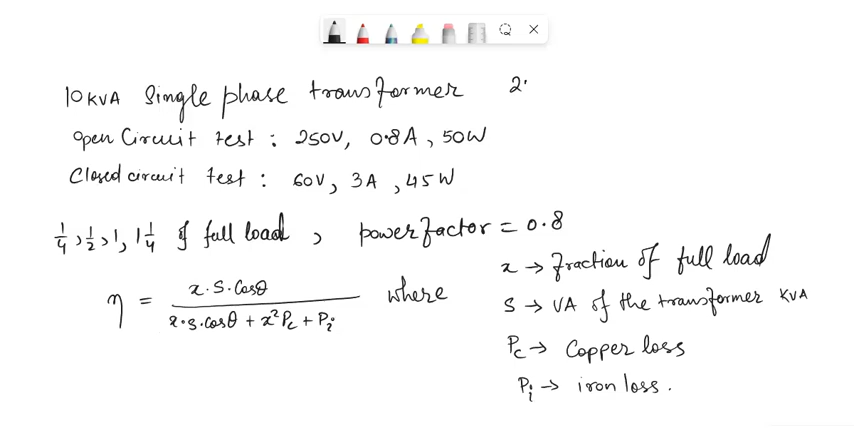 10 KVA Single phase transformer 2
Open Circuit test : 250V, 0.8A, 50W
Closed circuit test : 60V, 3A, 45W
1/4, 1/2, 1, 1 1/4 of full load, power factor = 0.8
η = x·S·Cosθ / x·s·cosθ + x²Pc + Pi where
x → fraction of full load
S → VA of the transformer KVA
Pc → Copper loss
Pi → iron loss.